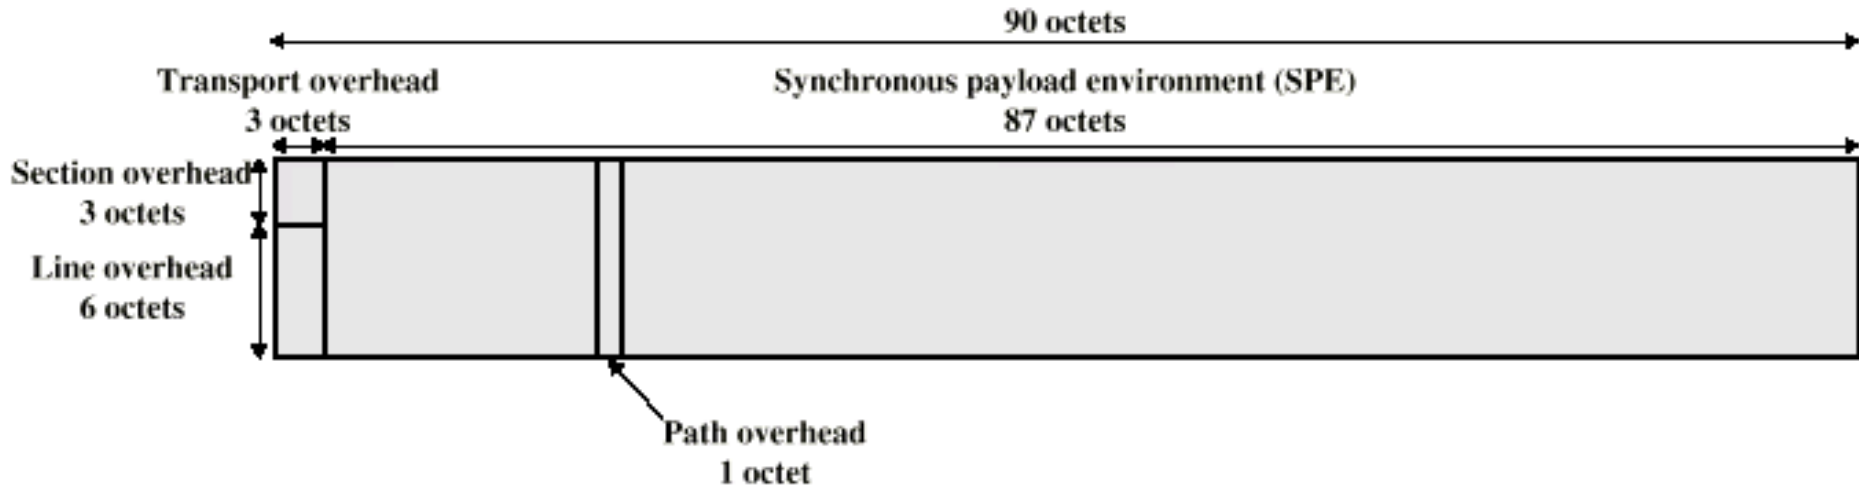 90 octets
Transport overhead
3 octets
Synchronous payload environment (SPE)
87 octets
Section overhead
3 octets
Line overhead
6 octets
Path overhead
1 octet